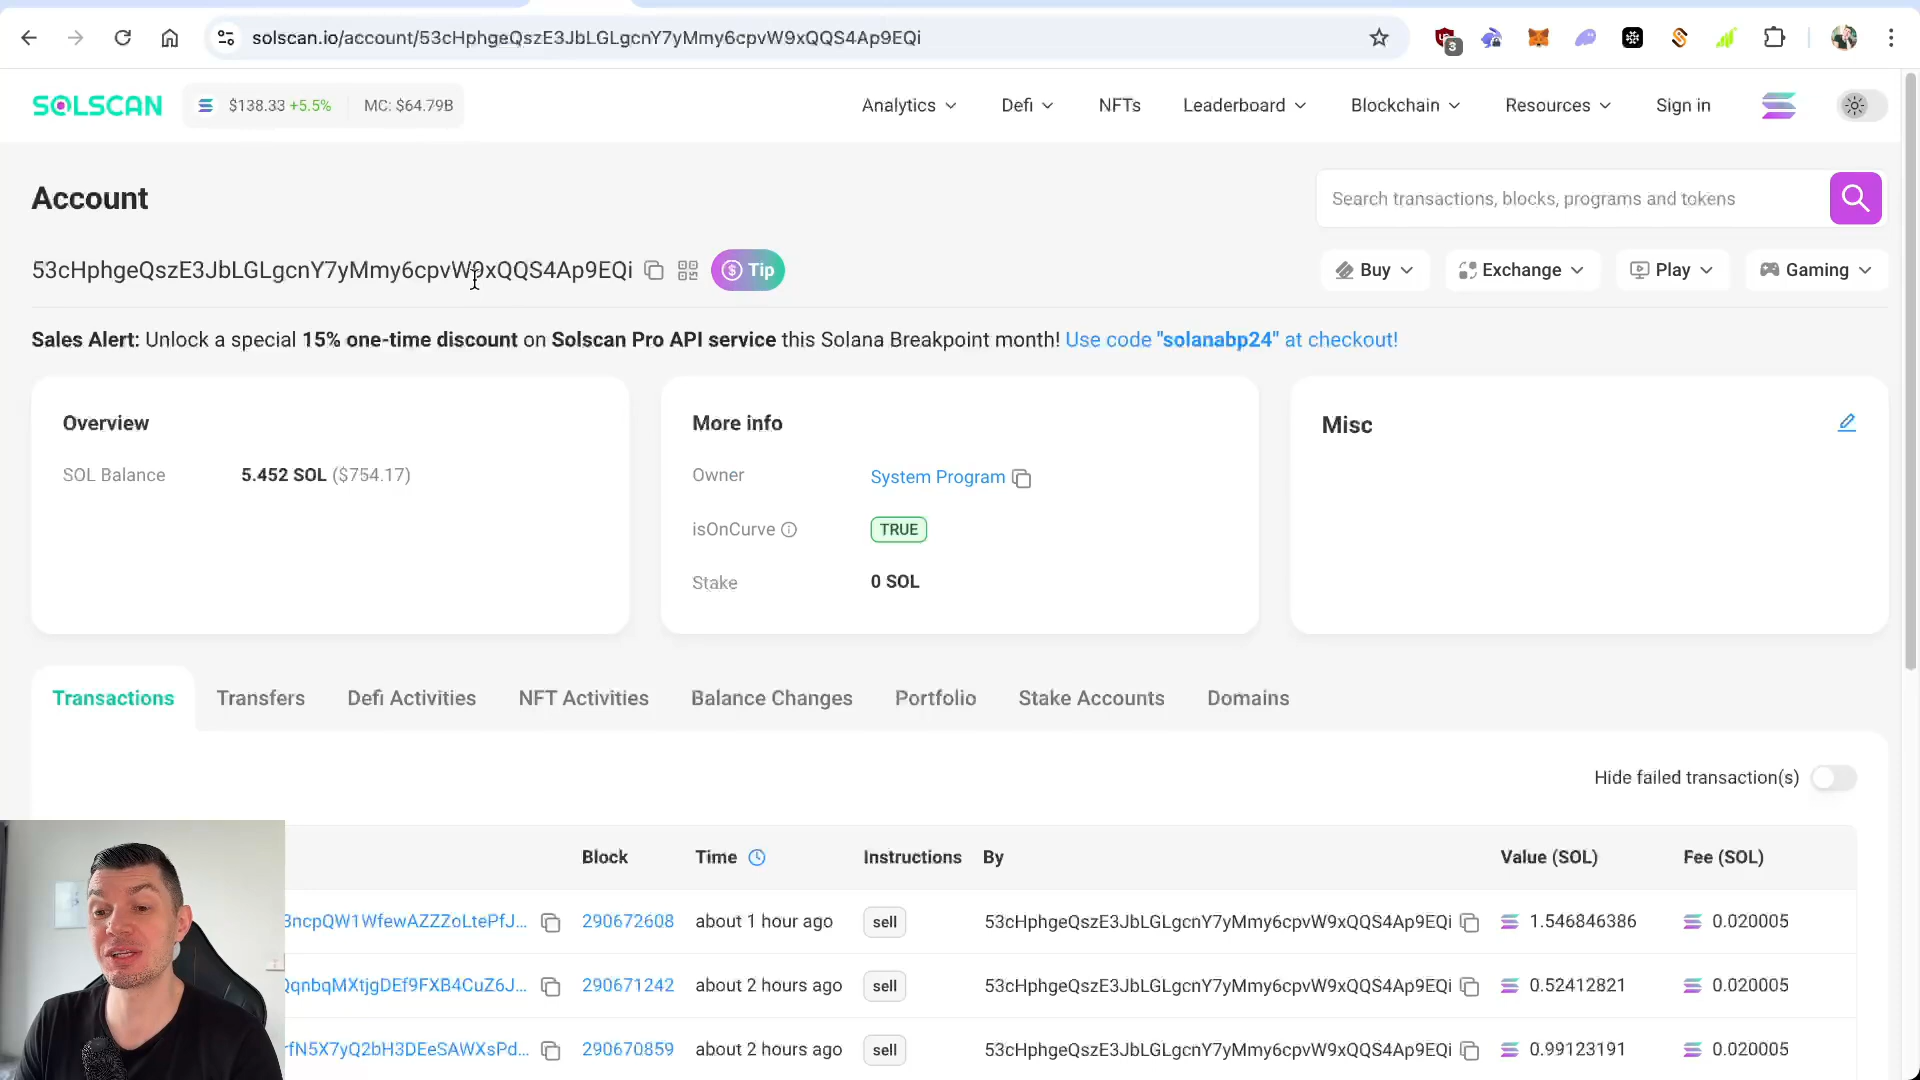 solscan.io/account/53cHphgeQszE3JbLGLgcnY7yMmy6cpvW9xQQS4Ap9EQi
3
SOLSCAN
$138.33 +5.5%
MC: $64.79B
Analytics
Defi
NFTs
Leaderboard
Blockchain
Resources
Sign in
Account
Search transactions, blocks, programs and tokens
53cHphgeQszE3JbLGLgcnY7yMmy6cpvW9xQQS4Ap9EQi
Tip
Buy
Exchange
Play
Gaming
Sales Alert: Unlock a special 15% one-time discount on Solscan Pro API service this Solana Breakpoint month! Use code "solanabp24" at checkout!
Overview
SOL Balance 5.452 SOL ($754.17)
More info
Owner System Program
isOnCurve TRUE
Stake 0 SOL
Misc
Transactions
Transfers
Defi Activities
NFT Activities
Balance Changes
Portfolio
Stake Accounts
Domains
Hide failed transaction(s)
Block Time Instructions By Value (SOL) Fee (SOL)
3ncpQW1WfewAZZZoLtePfJ... 290672608 about 1 hour ago sell 53cHphgeQszE3JbLGLgcnY7yMmy6cpvW9xQQS4Ap9EQi 1.546846386 0.020005
QqnbqMXtjgDEf9FXB4CuZ6J... 290671242 about 2 hours ago sell 53cHphgeQszE3JbLGLgcnY7yMmy6cpvW9xQQS4Ap9EQi 0.52412821 0.020005
rfN5X7yQ2bH3DEeSAWXsPd... 290670859 about 2 hours ago sell 53cHphgeQszE3JbLGLgcnY7yMmy6cpvW9xQQS4Ap9EQi 0.99123191 0.020005